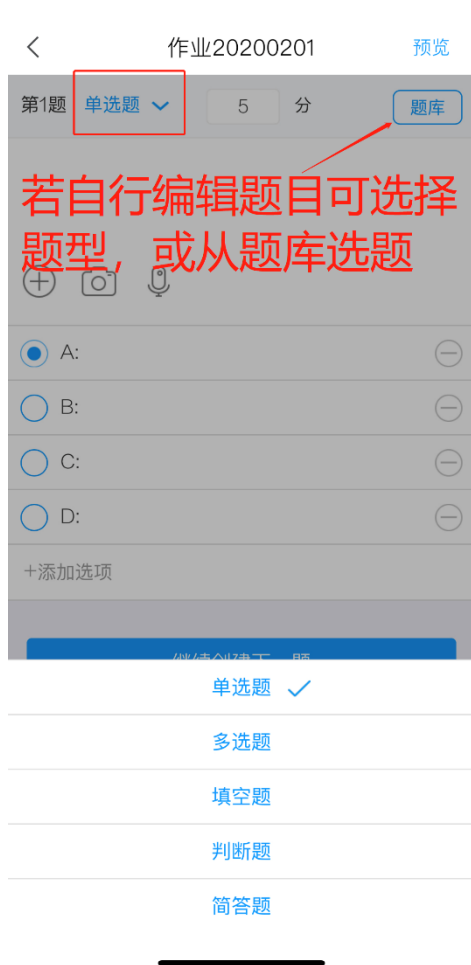 作业20200201 预览
第1题 单选题 5 分 题库
若自行编辑题目可选择
题型，或从题库选题
A:
B:
C:
D:
+添加选项
单选题
多选题
填空题
判断题
简答题